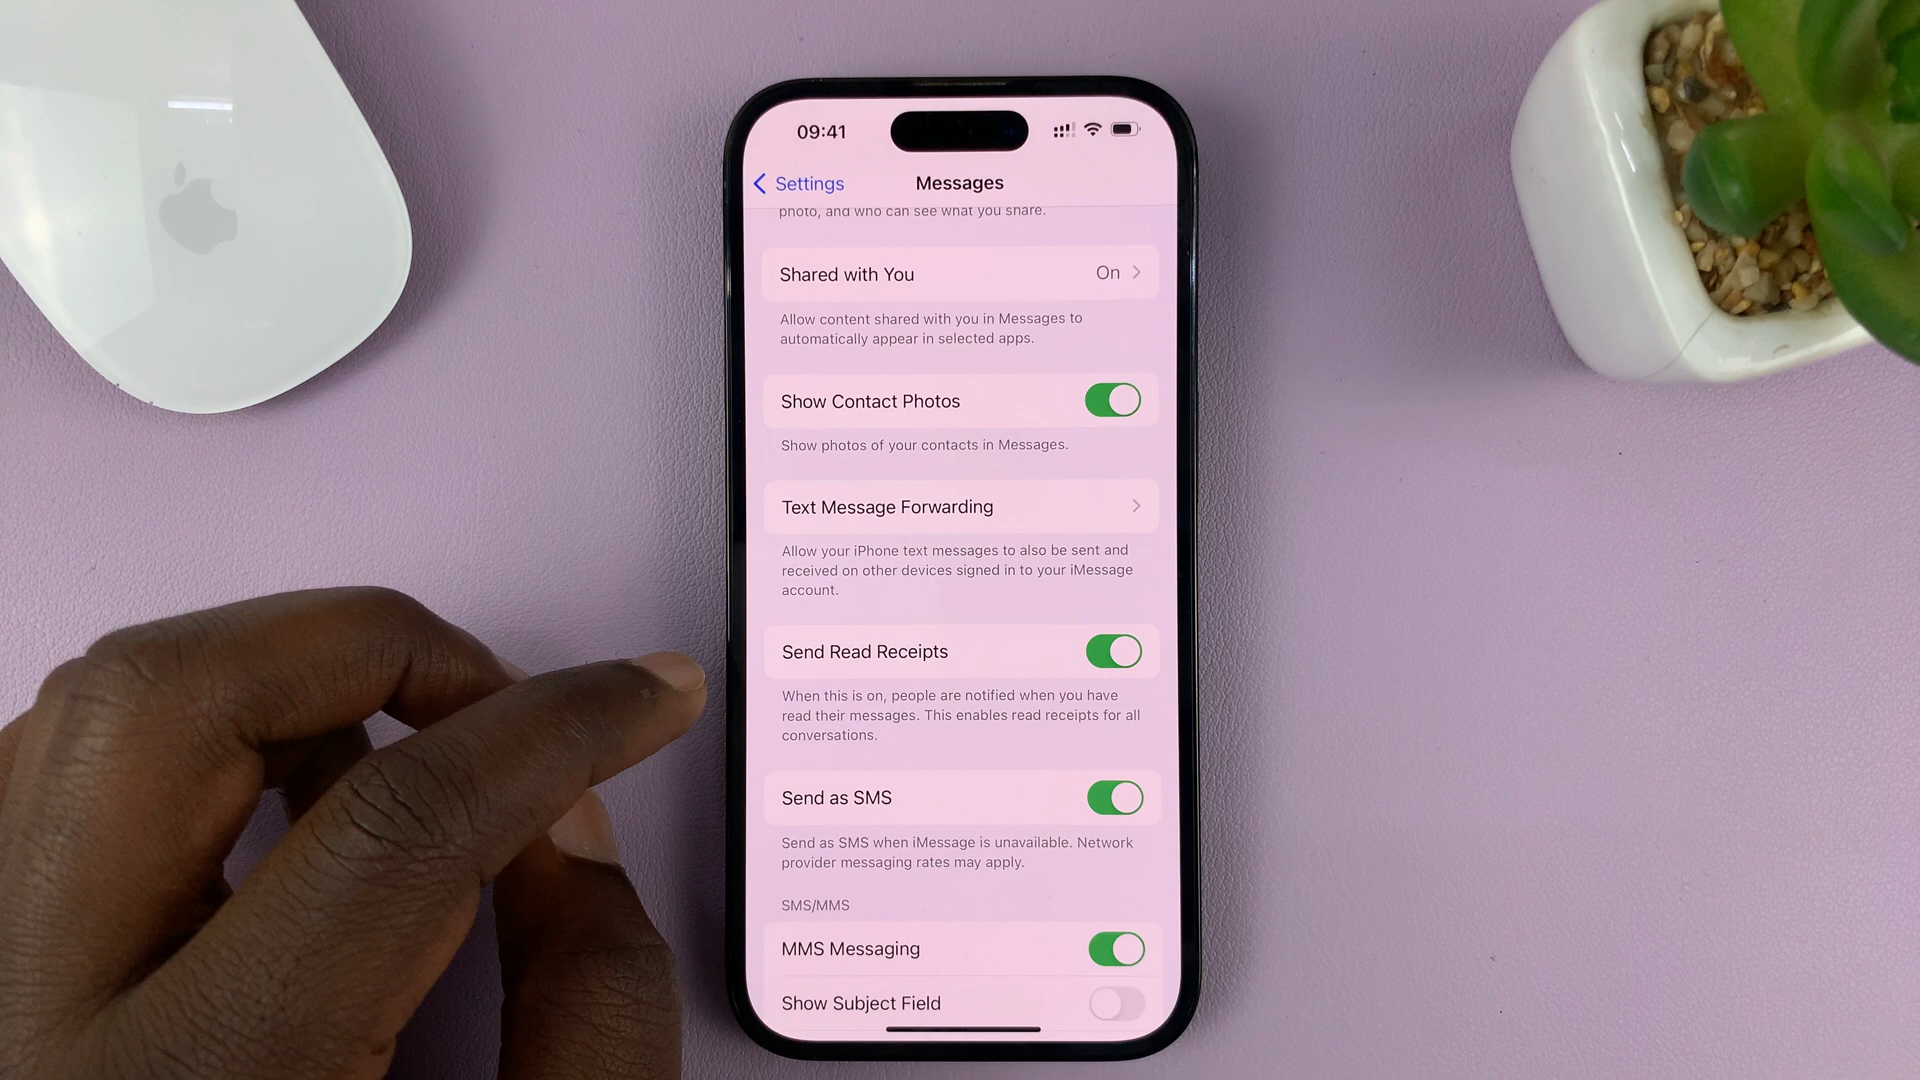 09:41
Settings
Messages
photo, and who can see what you share.
Shared with You On
Allow content shared with you in Messages to
automatically appear in selected apps.
Show Contact Photos
Show photos of your contacts in Messages.
Text Message Forwarding
Allow your iPhone text messages to also be sent and
received on other devices signed in to your iMessage
account.
Send Read Receipts
When this is on, people are notified when you have
read their messages. This enables read receipts for all
conversations.
Send as SMS
Send as SMS when iMessage is unavailable. Network
provider messaging rates may apply.
SMS/MMS
MMS Messaging
Show Subject Field